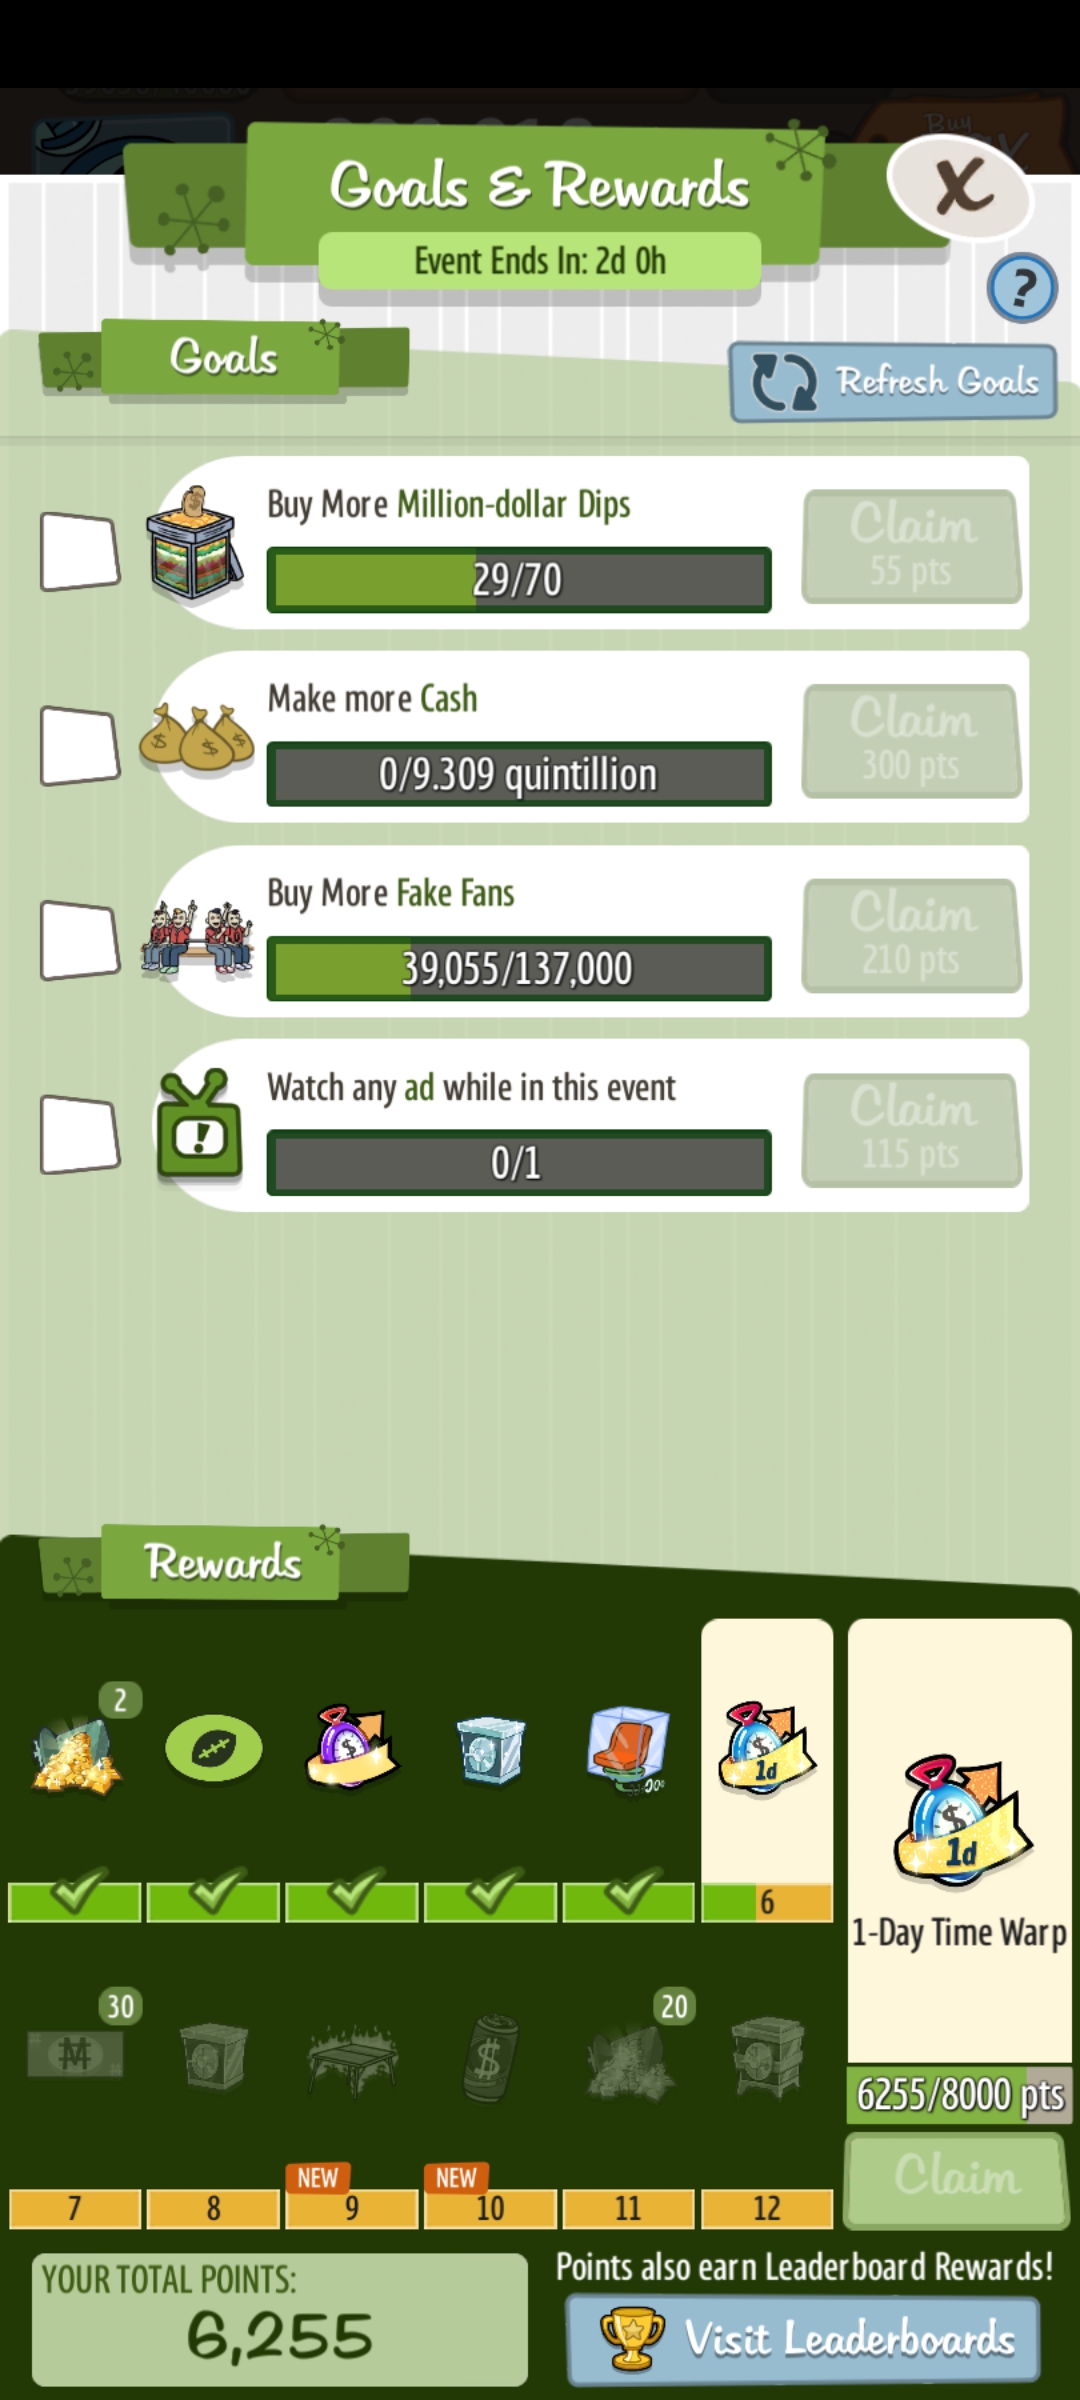 Buy
Goals & Rewards
X
Event Ends In: 2d 0h
?
Goals
Refresh Goals
Buy More Million-dollar Dips
29/70
Claim
55 pts
Make more Cash
0/9.309 quintillion
Claim
300 pts
Buy More Fake Fans
39,055/137,000
Claim
210 pts
Watch any ad while in this event
0/1
Claim
115 pts
Rewards
2
1d
6
1d
1-Day Time Warp
30
20
6255/8000 pts
Claim
NEW
NEW
7
8
9
10
11
12
YOUR TOTAL POINTS:
6,255
Points also earn Leaderboard Rewards!
Visit Leaderboards